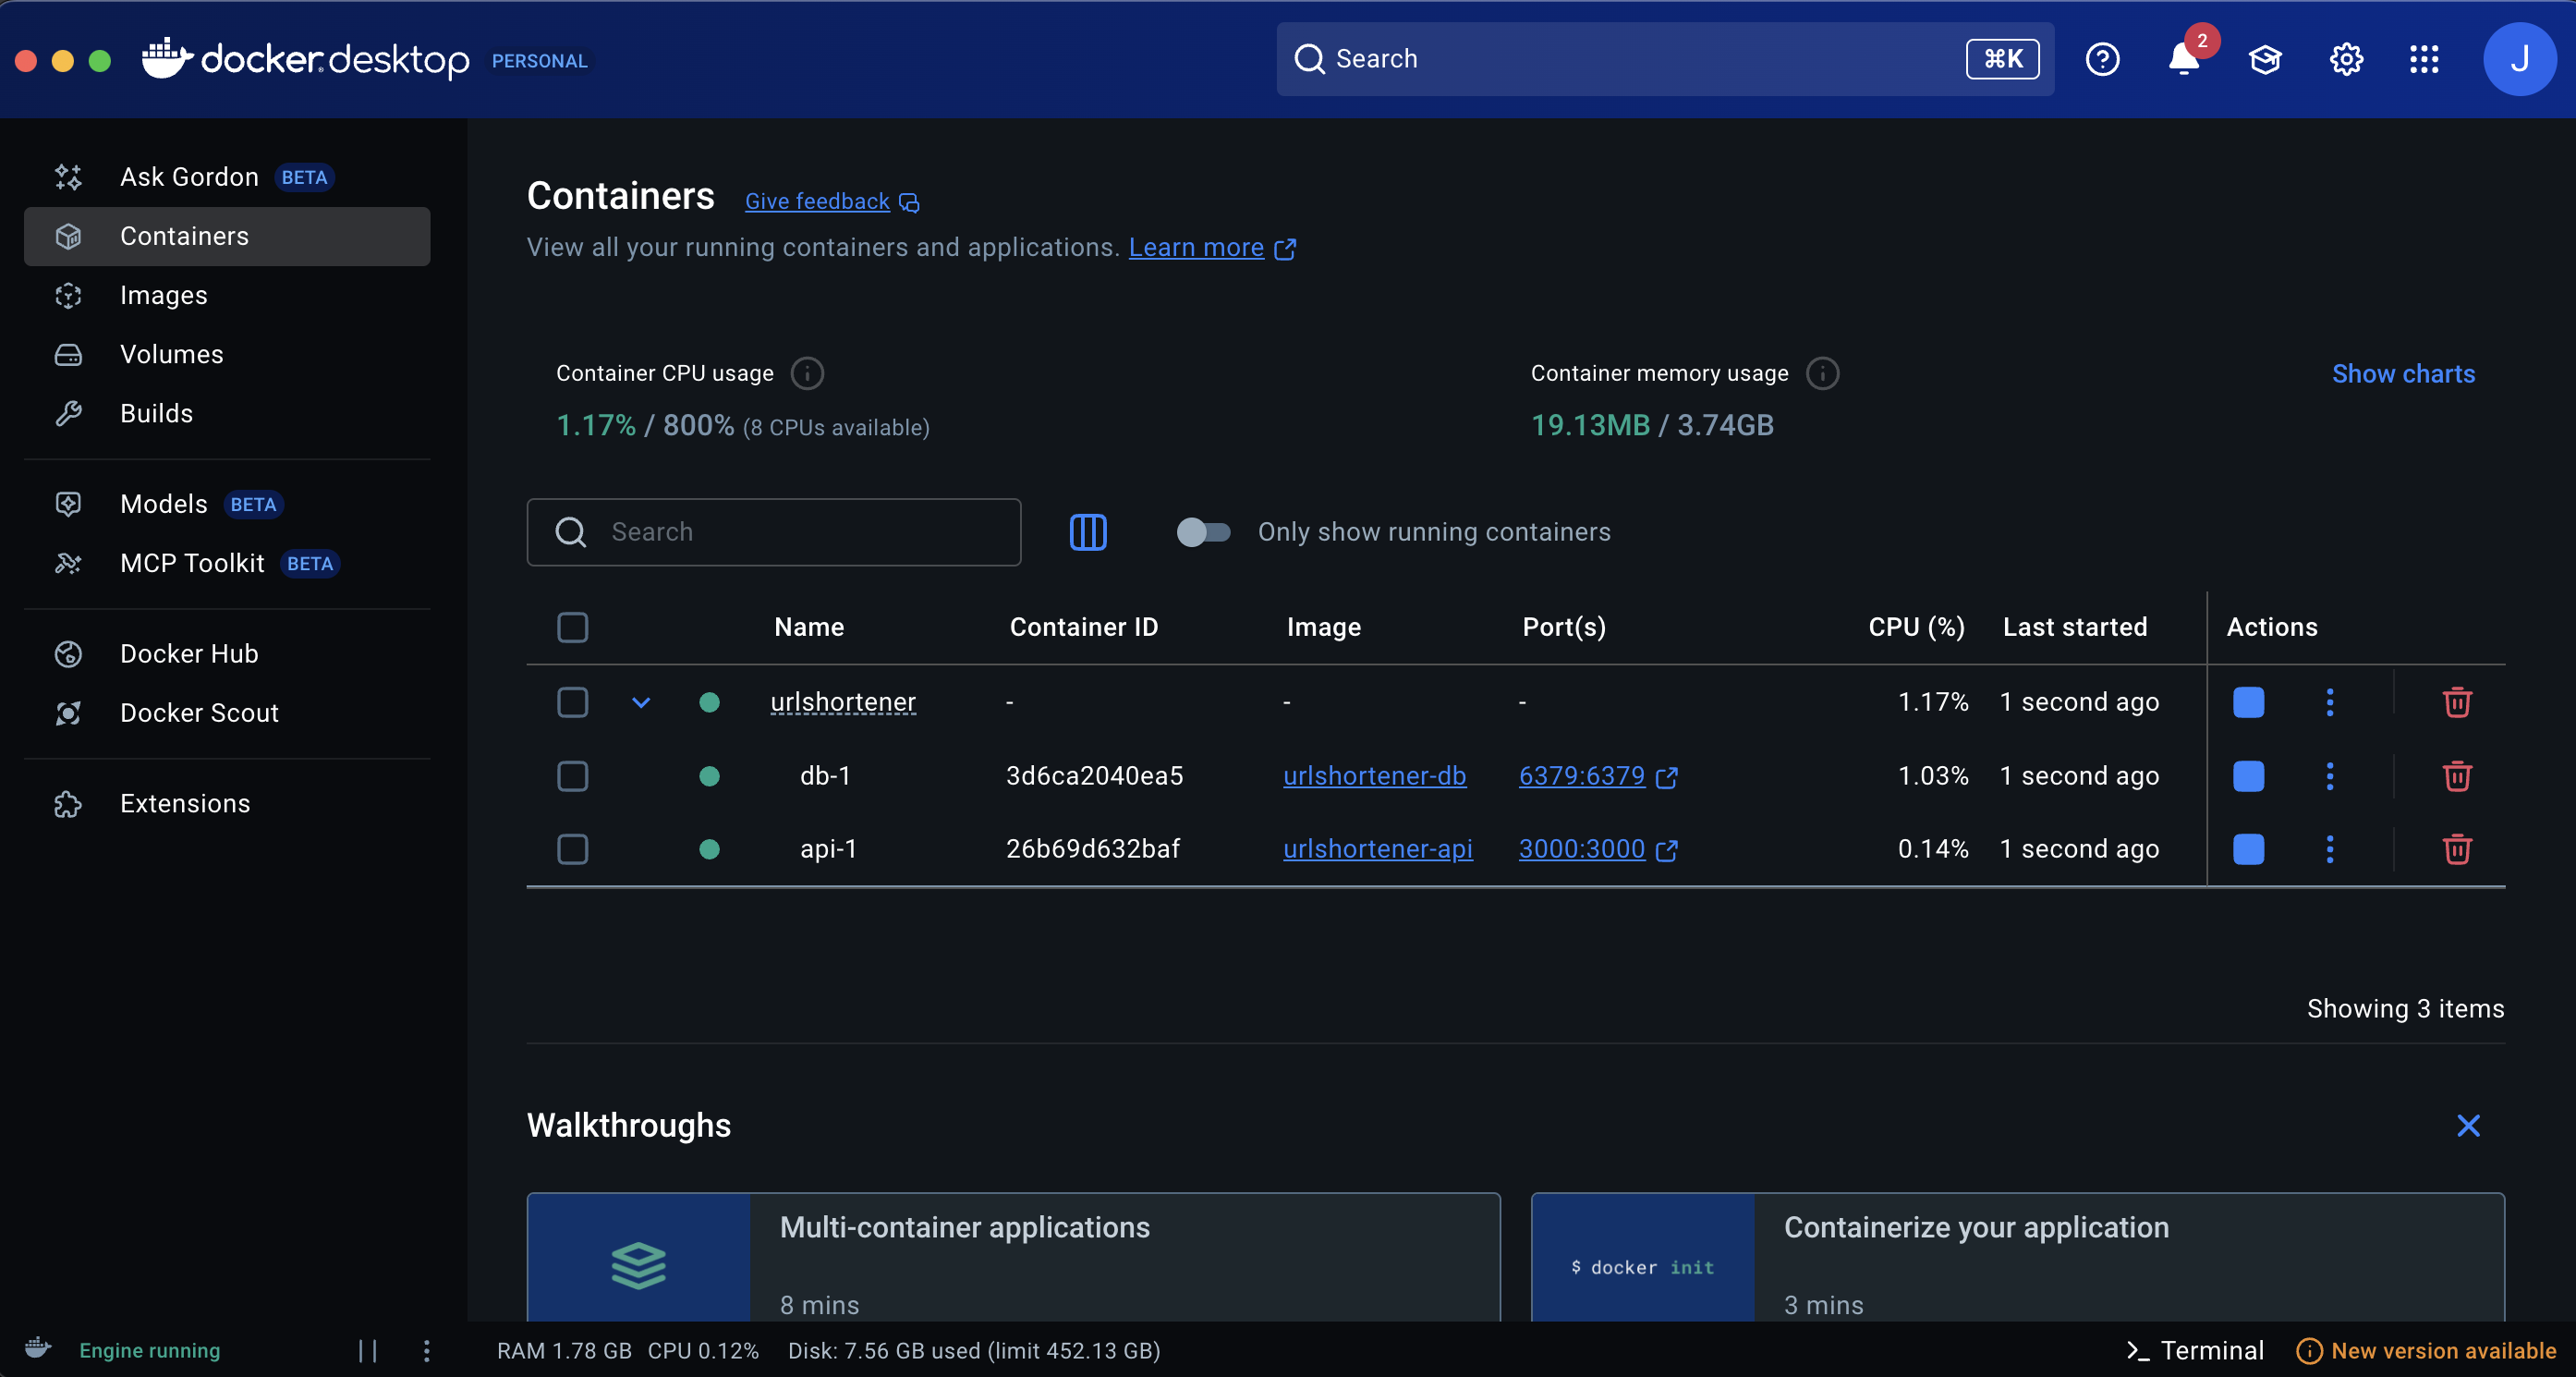 docker desktop PERSONAL
Search ⌘K
2
J
Ask Gordon BETA
Containers
Images
Volumes
Builds
Models BETA
MCP Toolkit BETA
Docker Hub
Docker Scout
Extensions
Containers Give feedback
View all your running containers and applications. Learn more
Container CPU usage
1.17% / 800% (8 CPUs available)
Container memory usage
19.13MB / 3.74GB
Show charts
Search
Only show running containers
Name Container ID Image Port(s) CPU (%) Last started Actions
urlshortener - - - 1.17% 1 second ago
db-1 3d6ca2040ea5 urlshortener-db 6379:6379 1.03% 1 second ago
api-1 26b69d632baf urlshortener-api 3000:3000 0.14% 1 second ago
Showing 3 items
Walkthroughs
Multi-container applications
8 mins
$ docker init
Containerize your application
3 mins
Engine running
RAM 1.78 GB CPU 0.12% Disk: 7.56 GB used (limit 452.13 GB)
>_ Terminal
New version available